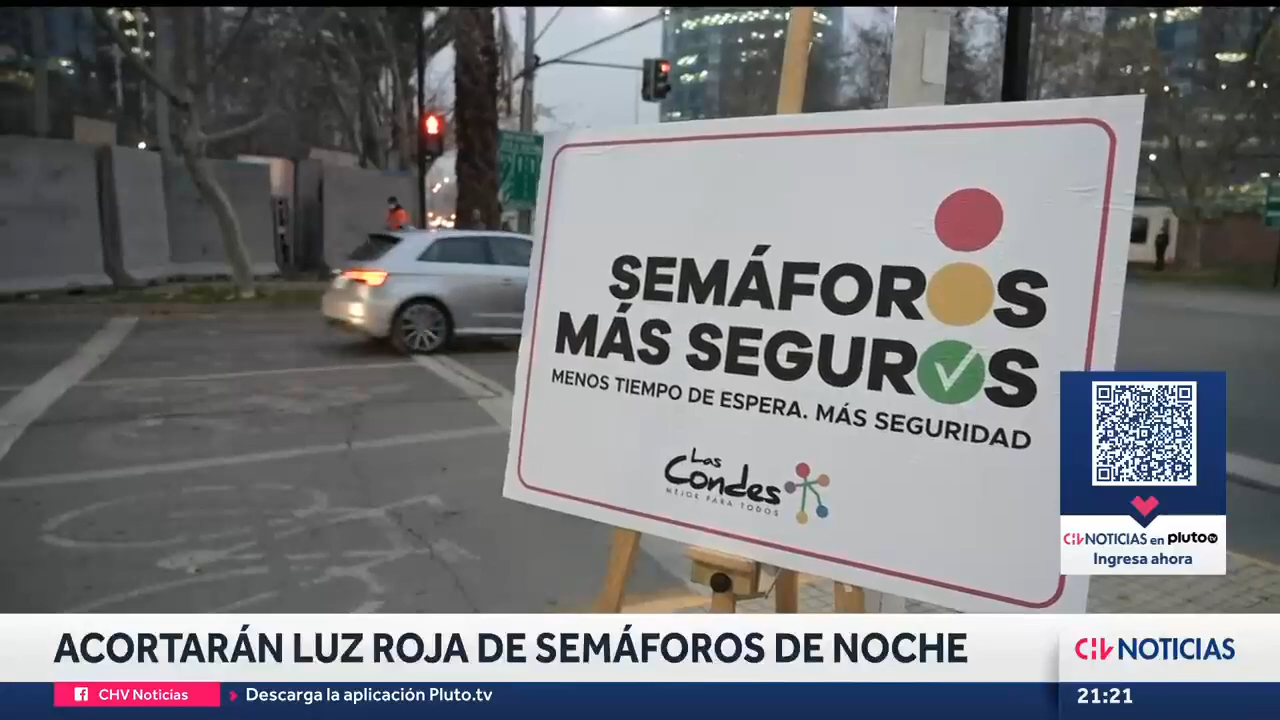 SEMÁFOROS
MÁS SEGUROS
MENOS TIEMPO DE ESPERA. MÁS SEGURIDAD
Las
Condes
MEJOR PARA TODOS
CHV NOTICIAS en pluto tv
Ingresa ahora
ACORTARÁN LUZ ROJA DE SEMÁFOROS DE NOCHE
CHV NOTICIAS
CHV Noticias
Descarga la aplicación Pluto.tv
21:21